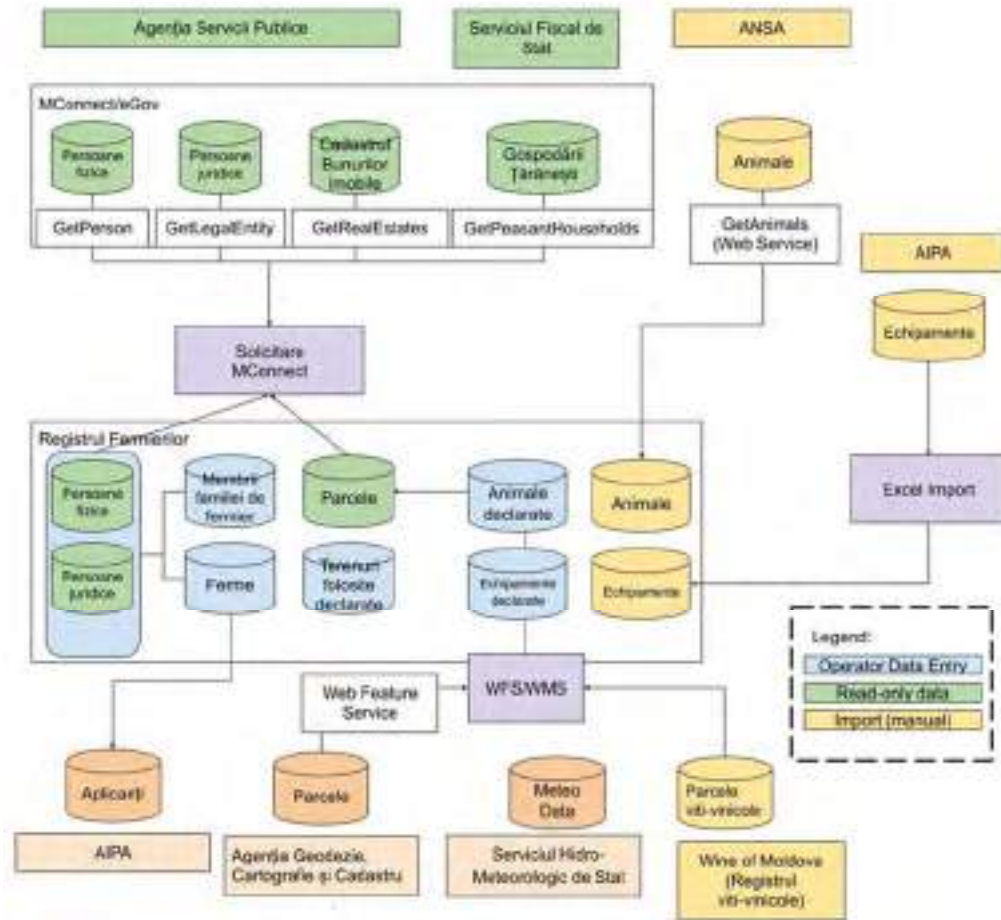 Agenția Servicii Publice
Serviciul Fiscal de
Stat
ANSA
MConnect/eGov
Persoane
fizice
Persoane
juridice
Cadastrul
Bunurilor
Imobile
Gospodării
Țărănești
Animale
GetPerson
GetLegalEntity
GetRealEstates
GetPeasantHouseholds
GetAnimals
(Web Service)
AIPA
Echipamente
Solicitare
MConnect
Registrul Fermierilor
Persoane
fizice
Membrii
familiei de
fermier
Parcele
Animale
declarate
Animale
Excel Import
Persoane
juridice
Ferme
Terenuri
folosite
declarate
Echipamente
declarate
Echipamente
Legend:
Operator Data Entry
Read-only data
Import (manual)
Web Feature
Service
WFS/WMS
Aplicanți
Parcele
Meteo
Data
Parcele
viti-vinicole
AIPA
Agenția Geodezie,
Cartografie și Cadastru
Serviciul Hidro-
Meteorologic de Stat
Wine of Moldova
(Registrul
viti-vinicole)